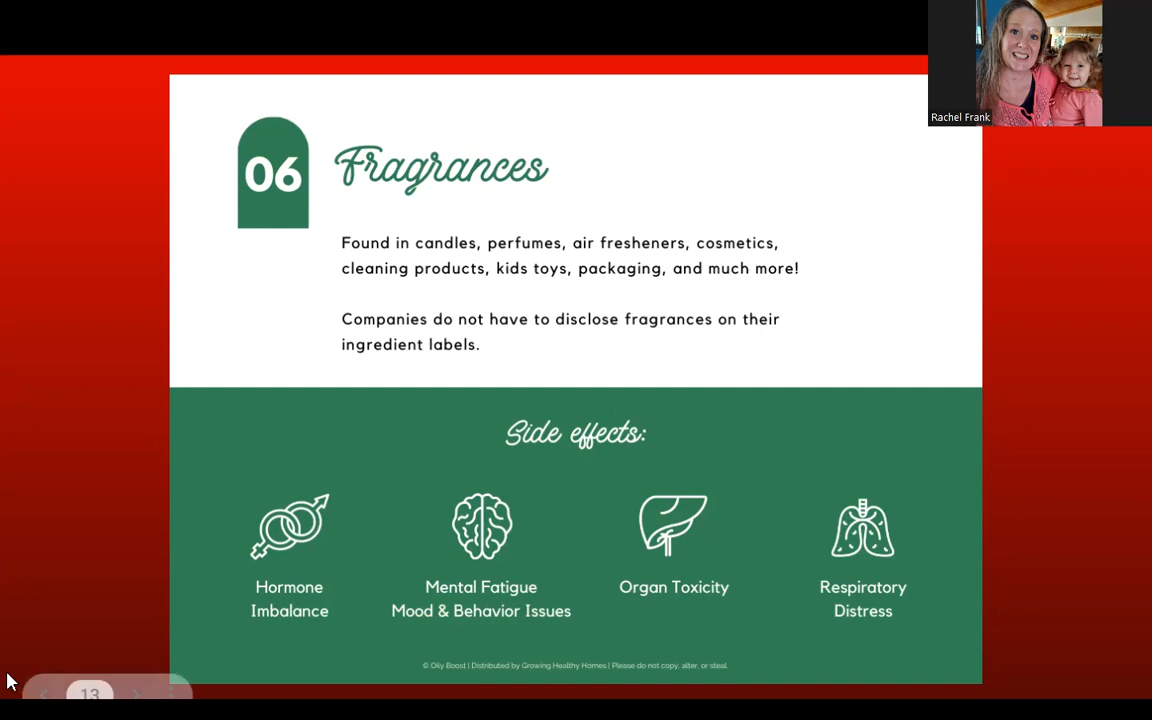 Rachel Frank
06
Fragrances
Found in candles, perfumes, air fresheners, cosmetics,
cleaning products, kids toys, packaging, and much more!
Companies do not have to disclose fragrances on their
ingredient labels.
Side effects:
Hormone
Imbalance
Mental Fatigue
Mood & Behavior Issues
Organ Toxicity
Respiratory
Distress
© Oily Boost | Distributed by Growing Healthy Homes | Please do not copy, alter, or steal.
13